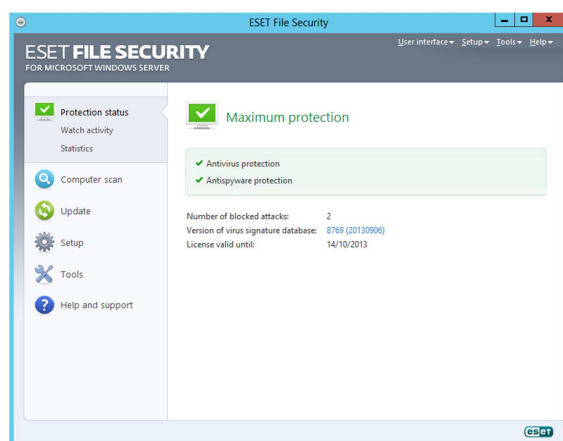 ESET File Security
ESET FILE SECURITY
FOR MICROSOFT WINDOWS SERVER
User interface Setup Tools Help
Protection status
Watch activity
Statistics
Computer scan
Update
Setup
Tools
Help and support
Maximum protection
Antivirus protection
Antispyware protection
Number of blocked attacks: 2
Version of virus signature database: 8769 (20130906)
License valid until: 14/10/2013
eset